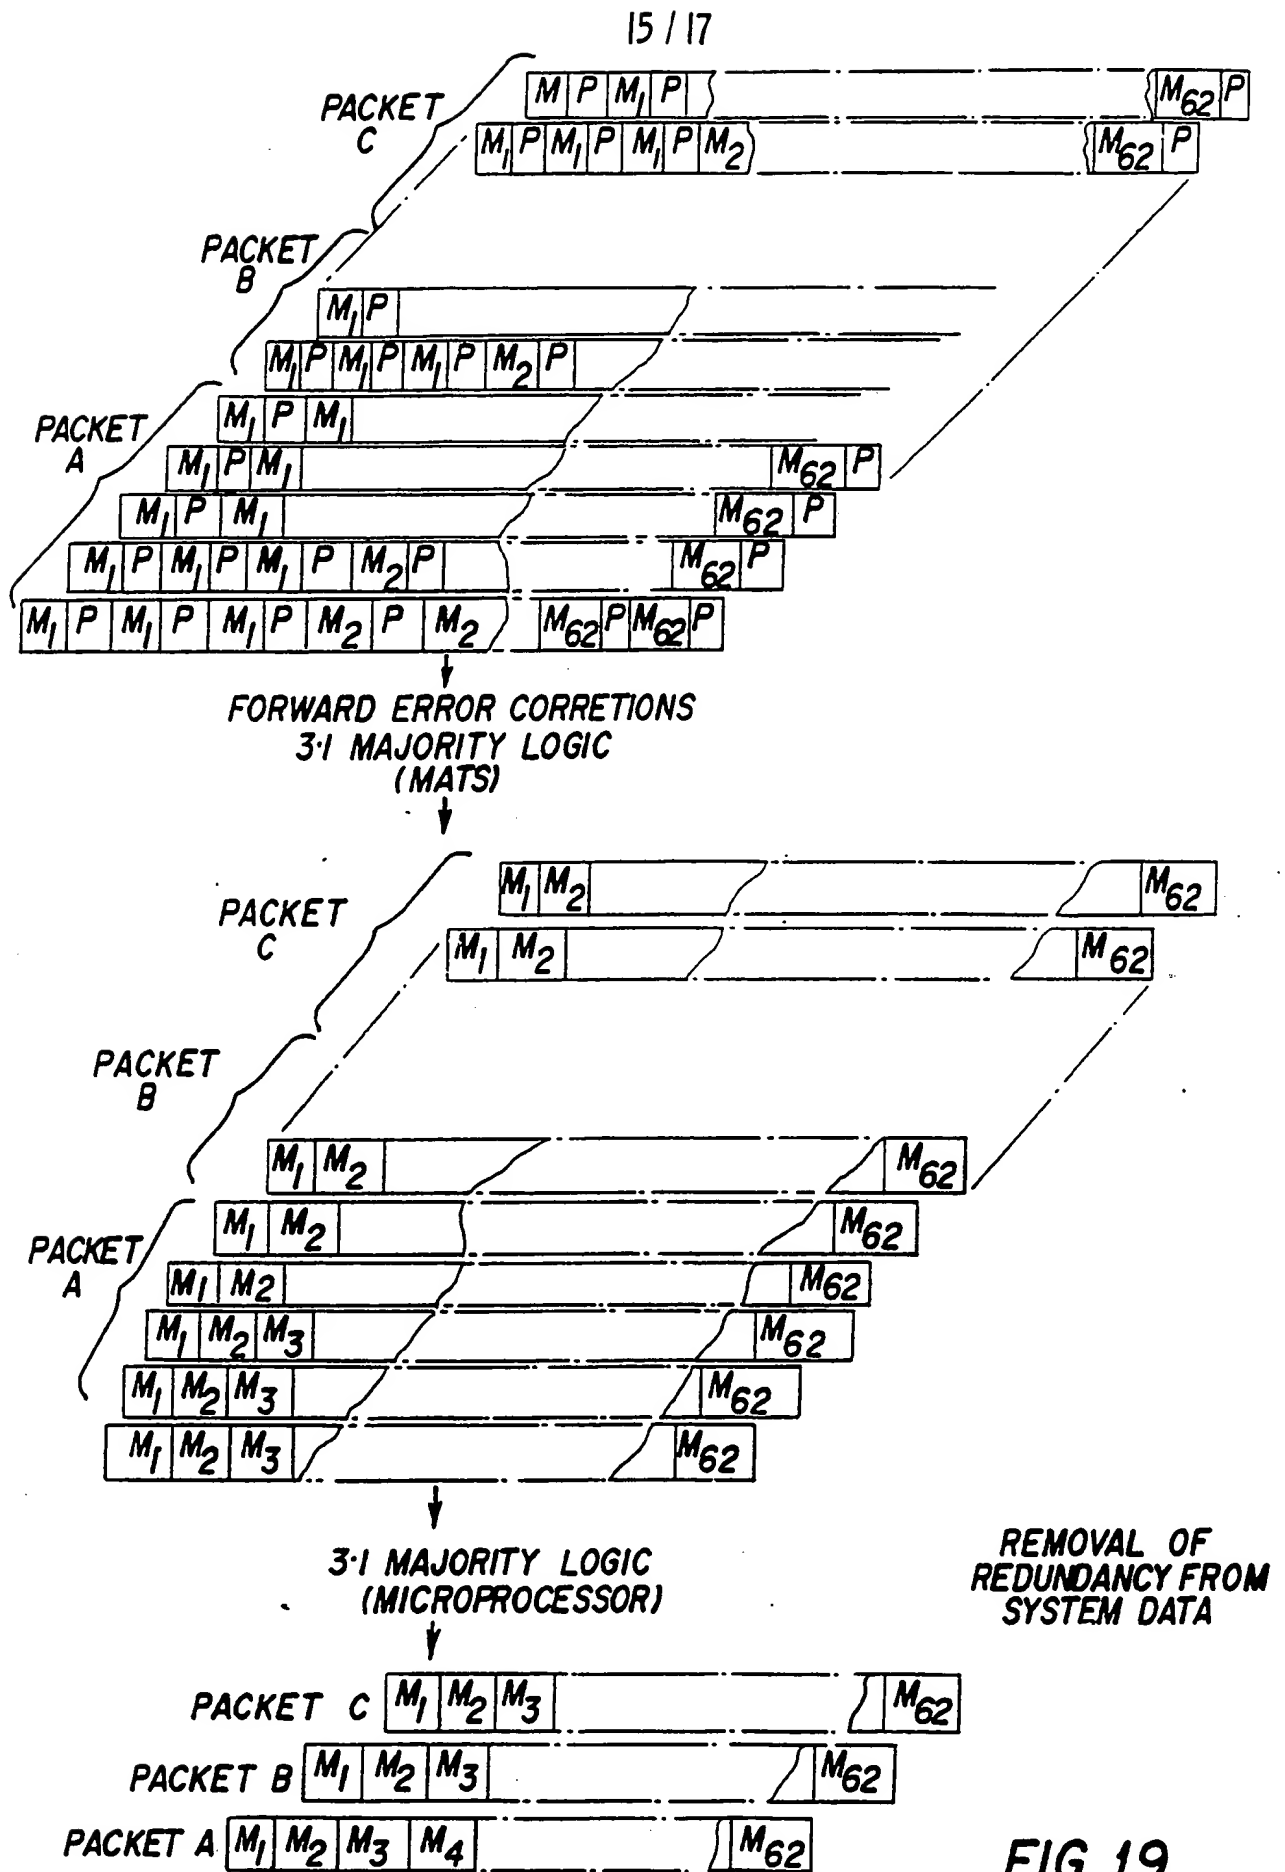 15 / 17
PACKET
C
M P M1 P M62 P
M1 P M1 P M1 P M2 M62 P
PACKET
B
M1 P
M1 P M1 P M1 P M2 P
PACKET
A
M1 P M1
M1 P M1 M62 P
M1 P M1 M62 P
M1 P M1 P M1 P M2 P M62 P
M1 P M1 P M1 P M2 P M2 M62 P M62 P
FORWARD ERROR CORRETIONS
3·1 MAJORITY LOGIC
(MATS)
PACKET
C
M1 M2 M62
M1 M2 M62
PACKET
B
M1 M2 M62
PACKET
A
M1 M2 M62
M1 M2 M62
M1 M2 M3 M62
M1 M2 M3 M62
M1 M2 M3 M62
3·1 MAJORITY LOGIC
(MICROPROCESSOR)
REMOVAL OF
REDUNDANCY FROM
SYSTEM DATA
PACKET C M1 M2 M3 M62
PACKET B M1 M2 M3 M62
PACKET A M1 M2 M3 M4 M62
FIG 19